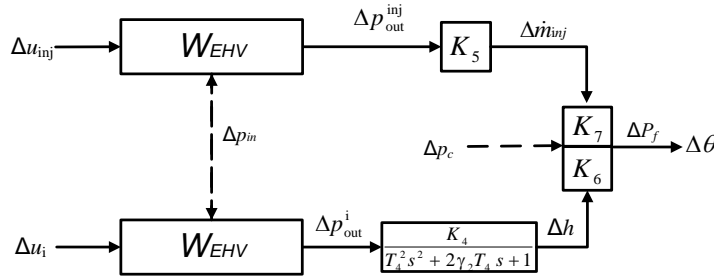 Δu_inj
W_EHV
Δp_out^inj
K_5
Δṁ_inj
Δp_in
Δp_c
K_7
K_6
ΔP_f
Δθ
Δu_i
W_EHV
Δp_out^i
K_4
T_4^2 s^2 + 2γ_2 T_4 s + 1
Δh